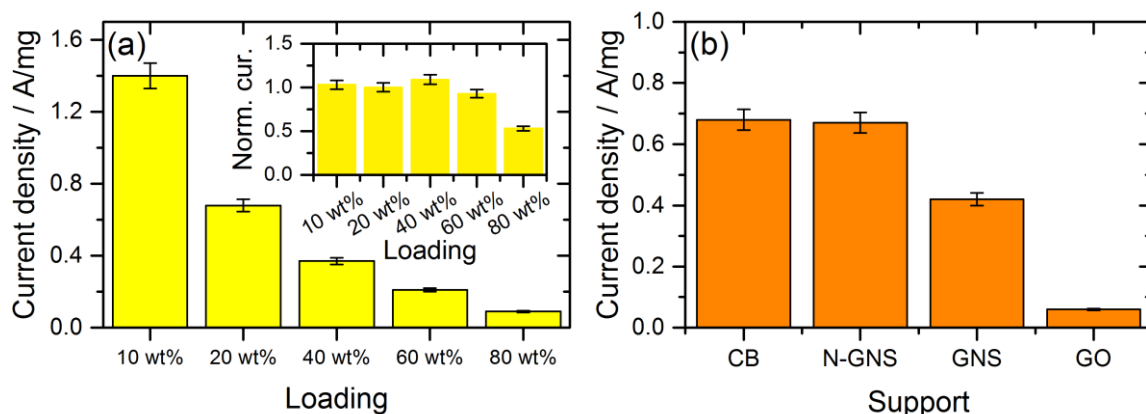 (a)
Current density / A/mg
1.6
1.2
0.8
0.4
0.0
10 wt%
20 wt%
40 wt%
60 wt%
80 wt%
Loading
Norm. cur.
1.5
1.0
0.5
0.0
10 wt%
20 wt%
40 wt%
60 wt%
80 wt%
Loading
(b)
Current density / A/mg
1.0
0.8
0.6
0.4
0.2
0.0
CB
N-GNS
GNS
GO
Support